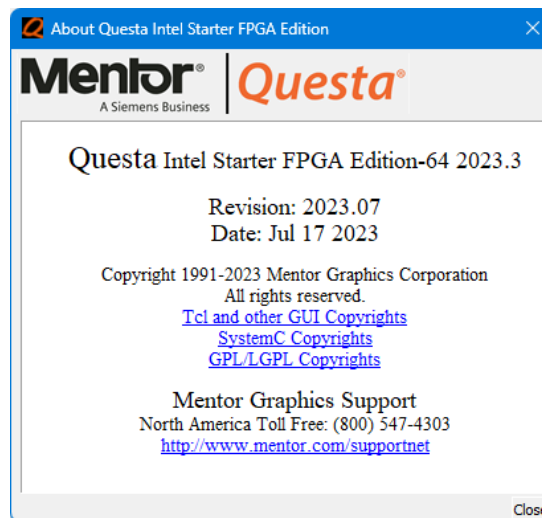 About Questa Intel Starter FPGA Edition
Mentor®
A Siemens Business
Questa®
Questa Intel Starter FPGA Edition-64 2023.3
Revision: 2023.07
Date: Jul 17 2023
Copyright 1991-2023 Mentor Graphics Corporation
All rights reserved.
Tcl and other GUI Copyrights
SystemC Copyrights
GPL/LGPL Copyrights
Mentor Graphics Support
North America Toll Free: (800) 547-4303
http://www.mentor.com/supportnet
Close